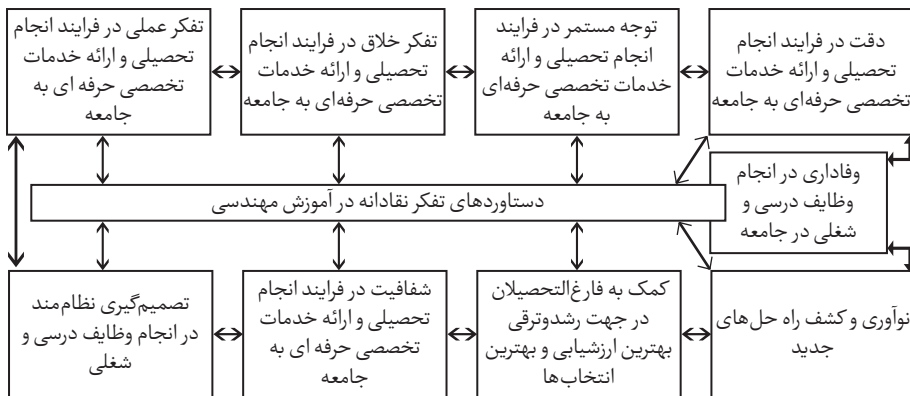 دقت در فرایند انجام
تحصیلی و ارائه خدمات
تخصصی حرفه‌ای به جامعه
توجه مستمر در فرایند
انجام تحصیلی و ارائه
خدمات تخصصی حرفه‌ای
به جامعه
تفکر خلاق در فرایند انجام
تحصیلی و ارائه خدمات
تخصصی حرفه‌ای به جامعه
تفکر عملی در فرایند انجام
تحصیلی و ارائه خدمات
تخصصی حرفه ای به
جامعه
وفاداری در انجام
وظایف درسی و
شغلی در جامعه
دستاوردهای تفکر نقادانه در آموزش مهندسی
نوآوری و کشف راه حل‌های
جدید
کمک به فارغ‌التحصیلان
در جهت رشدوترقی
بهترین ارزشیابی و بهترین
انتخاب‌ها
شفافیت در فرایند انجام
تحصیلی و ارائه خدمات
تخصصی حرفه ای به
جامعه
تصمیم‌گیری نظام‌مند
در انجام وظایف درسی و
شغلی